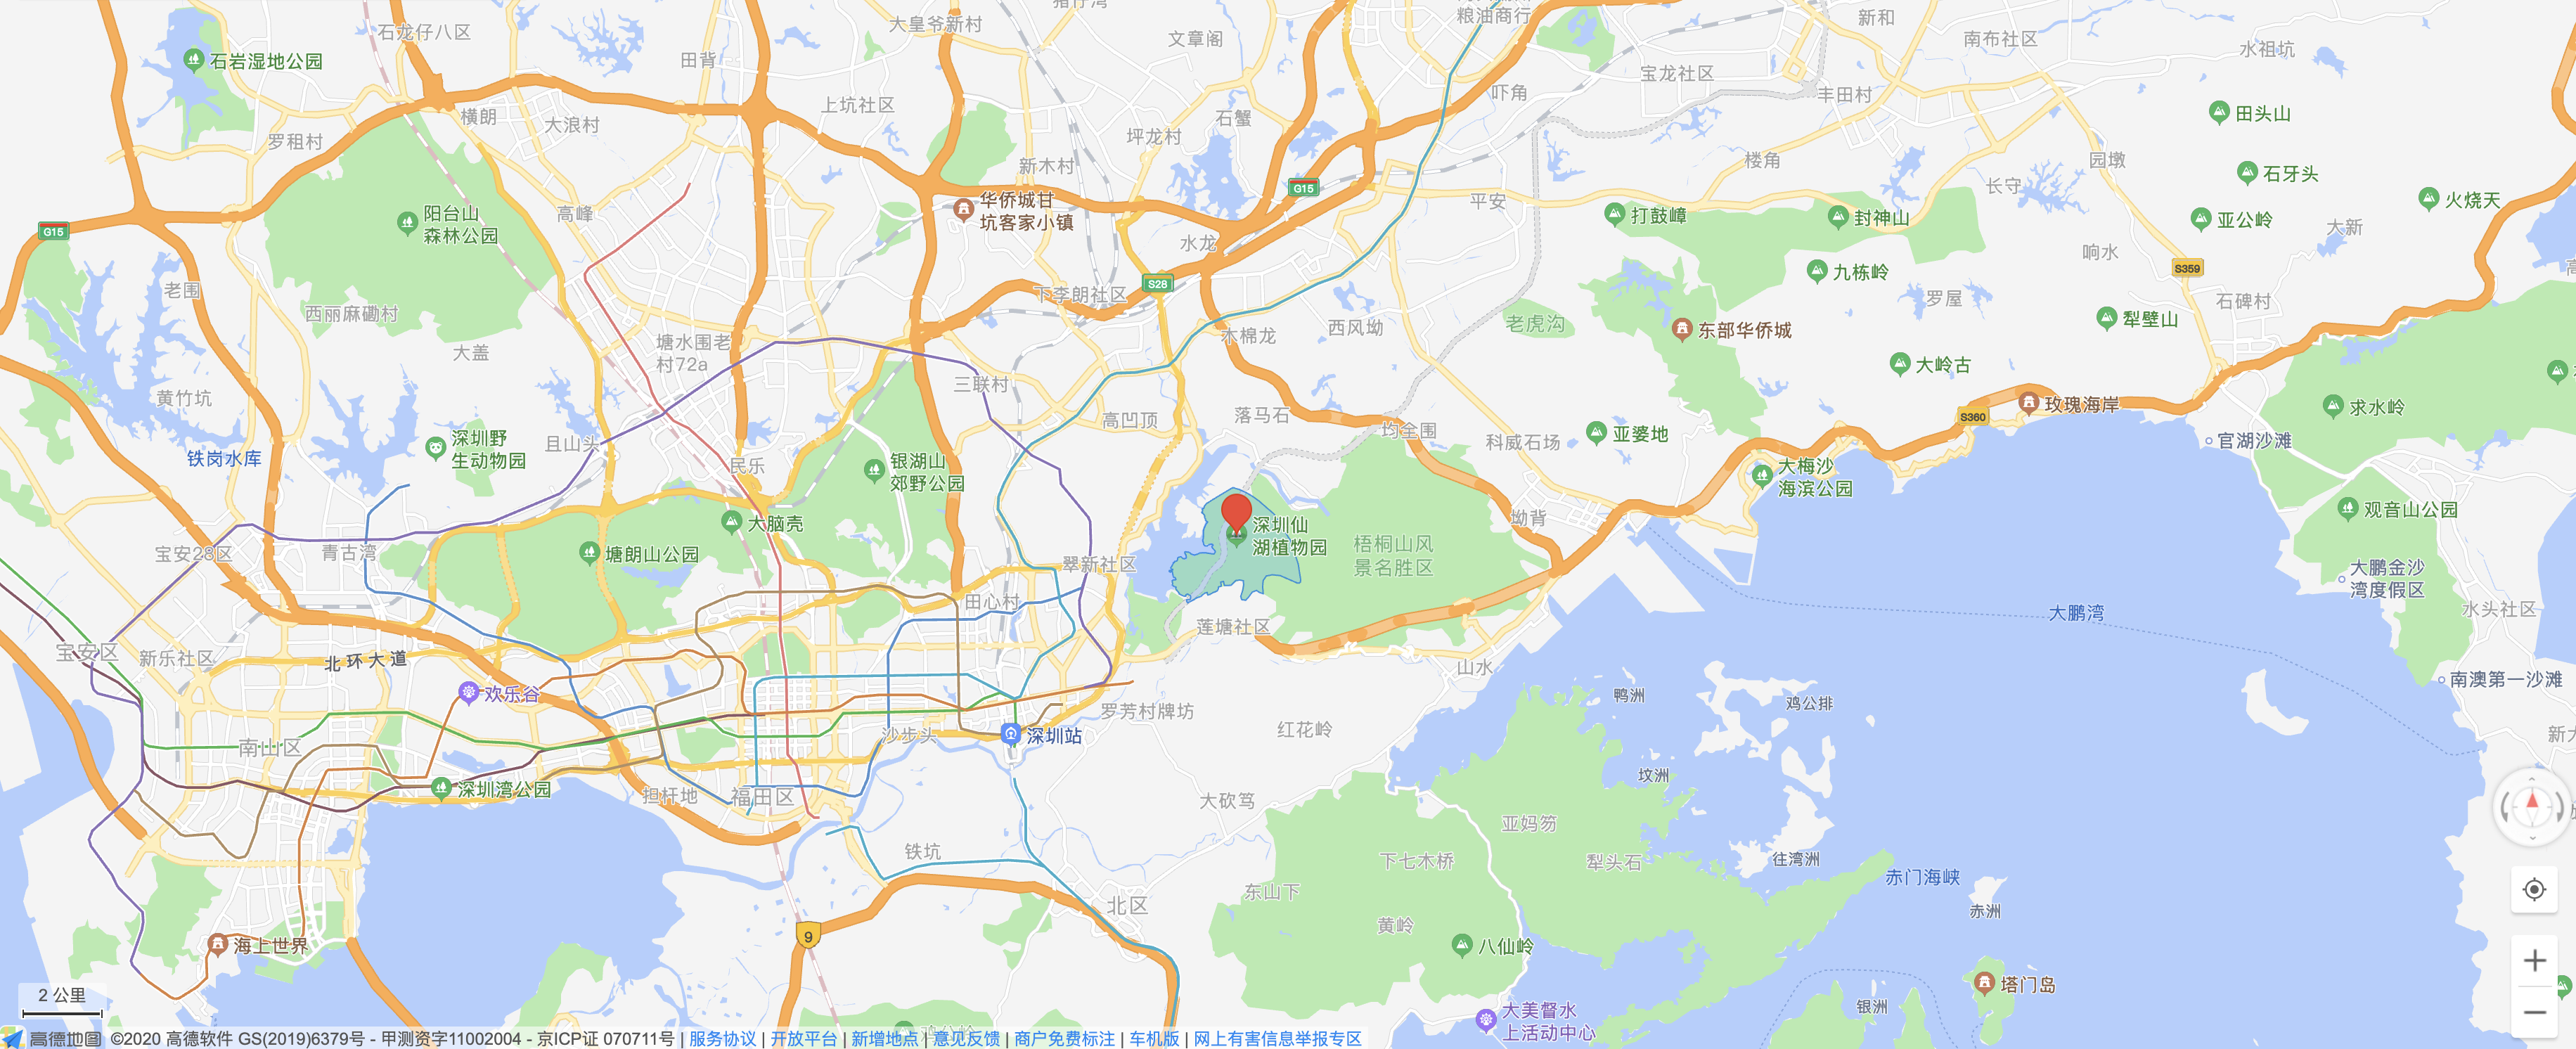 石龙仔八区
大皇爷新村
粮油商行
新和
石岩湿地公园
田背
文章阁
南布社区
水祖坑
宝龙社区
吓角
丰田村
横朗
大浪村
上坑社区
石蟹
坪龙村
田头山
罗租村
新木村
楼角
园墩
石牙头
长守
阳台山
森林公园
高峰
华侨城甘
坑客家小镇
G15
平安
打鼓嶂
封神山
亚公岭
火烧天
大新
G15
水龙
响水
S359
九栋岭
老围
S28
下李朗社区
罗屋
石碑村
西丽麻磡村
老虎沟
犁壁山
塘水围老
村72a
木棉龙
西风坳
东部华侨城
大盖
大岭古
黄竹坑
三联村
高凹顶
落马石
均全围
S360
玫瑰海岸
求水岭
深圳野
生动物园
且山头
亚婆地
科威石场
官湖沙滩
铁岗水库
民乐
银湖山
郊野公园
大梅沙
海滨公园
大脑壳
深圳仙
湖植物园
坳背
观音山公园
宝安28区
青古湾
塘朗山公园
翠新社区
梧桐山风
景名胜区
大鹏金沙
湾度假区
田心村
大鹏湾
水头社区
莲塘社区
宝安区
新乐社区
北环大道
山水
欢乐谷
鸭洲
鸡公排
南澳第一沙滩
罗芳村牌坊
红花岭
南山区
沙步头
深圳站
坟洲
深圳湾公园
担杆地
福田区
大砍笃
亚妈笏
铁坑
下七木桥
犁头石
往湾洲
赤门海峡
东山下
北区
黄岭
赤洲
9
海上世界
八仙岭
塔门岛
2 公里
银洲
大美督水
上活动中心
高德地图 ©2020 高德软件 GS(2019)6379号 - 甲测资字11002004 - 京ICP证 070711号 | 服务协议 | 开放平台 | 新增地点 | 意见反馈 | 商户免费标注 | 车机版 | 网上有害信息举报专区